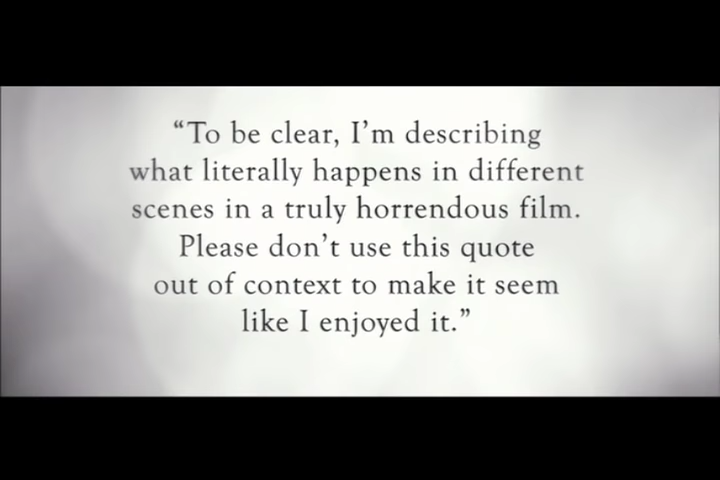 “To be clear, I’m describing
what literally happens in different
scenes in a truly horrendous film.
Please don’t use this quote
out of context to make it seem
like I enjoyed it.”